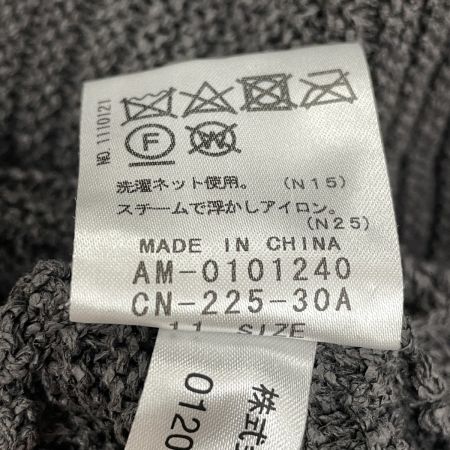 NO.1110121
F
W
洗濯ネット使用。(N15)
スチームで浮かしアイロン。
(N25)
MADE IN CHINA
AM-0101240
CN-225-30A
11 SIZE
株式
0120